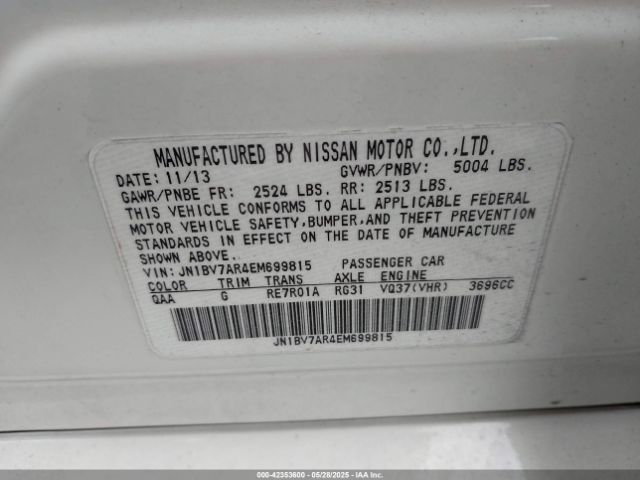 MANUFACTURED BY NISSAN MOTOR CO.,LTD.
DATE: 11/13 GVWR/PNBV: 5004 LBS.
GAWR/PNBE FR: 2524 LBS. RR: 2513 LBS.
THIS VEHICLE CONFORMS TO ALL APPLICABLE FEDERAL
MOTOR VEHICLE SAFETY, BUMPER, AND THEFT PREVENTION
STANDARDS IN EFFECT ON THE DATE OF MANUFACTURE
SHOWN ABOVE.
VIN: JN1BV7AR4EM699815 PASSENGER CAR
COLOR TRIM TRANS AXLE ENGINE
QAA G RE7R01A RG31 VQ37(VHR) 3696CC
JN1BV7AR4EM699815
000-42353600 - 05/28/2025 - IAAI.COM